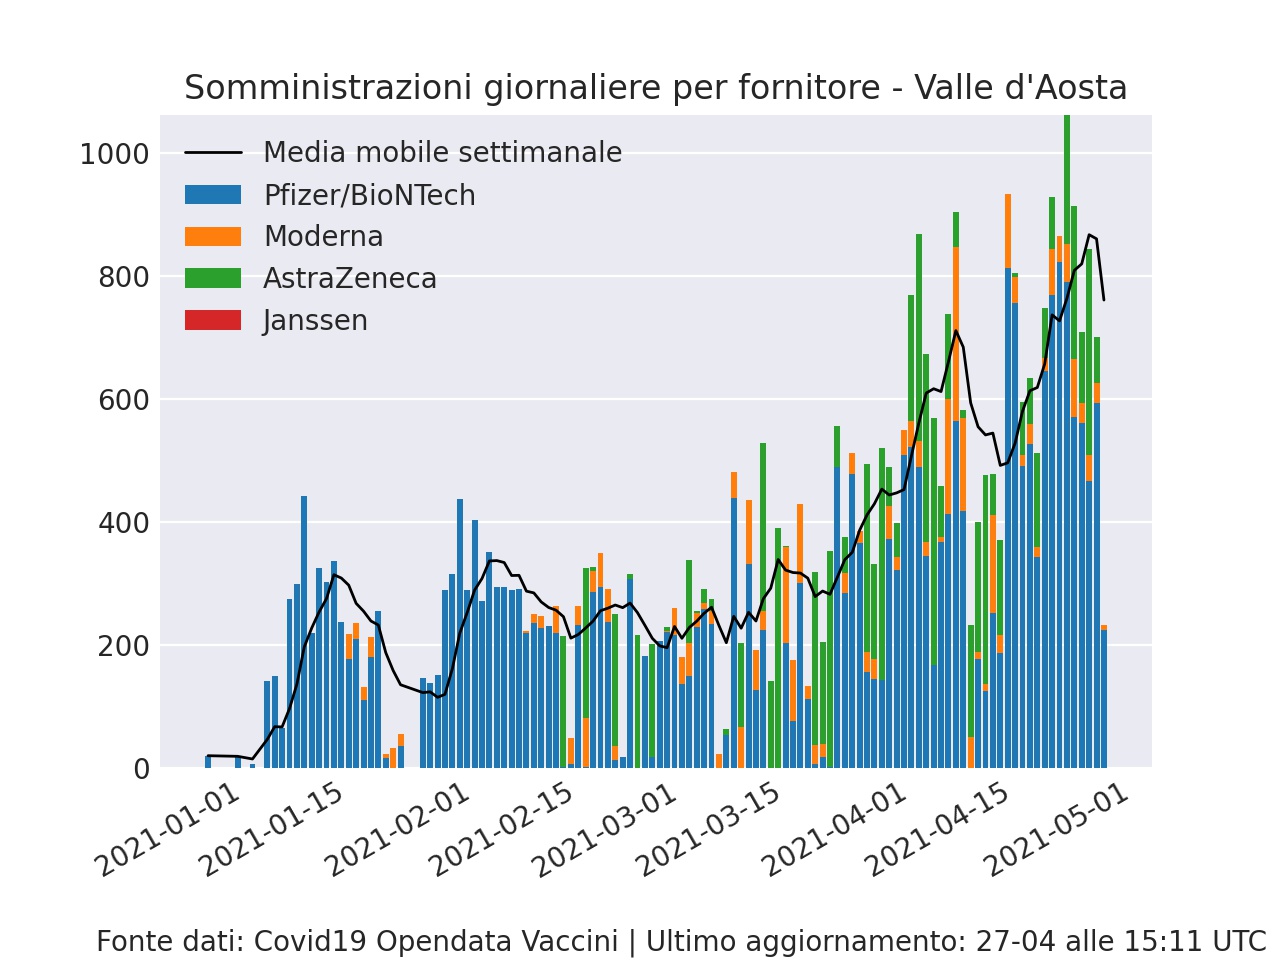 Somministrazioni giornaliere per fornitore - Valle d'Aosta
Media mobile settimanale
Pfizer/BioNTech
Moderna
AstraZeneca
Janssen
1000
800
600
400
200
0
2021-01-01
2021-01-15
2021-02-01
2021-02-15
2021-03-01
2021-03-15
2021-04-01
2021-04-15
2021-05-01
Fonte dati: Covid19 Opendata Vaccini | Ultimo aggiornamento: 27-04 alle 15:11 UTC